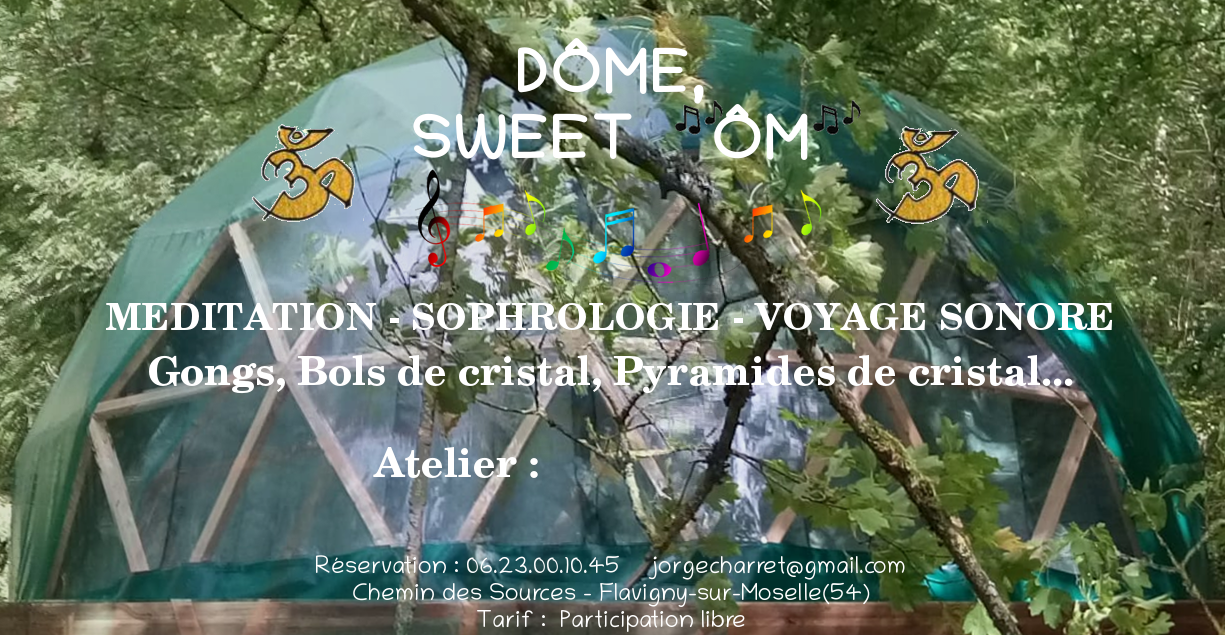 DÔME,
SWEET ÔM
MEDITATION - SOPHROLOGIE - VOYAGE SONORE
Gongs, Bols de cristal, Pyramides de cristal...
Atelier :
Réservation : 06.23.00.10.45 jorgecharret@gmail.com
Chemin des Sources - Flavigny-sur-Moselle(54)
Tarif : Participation libre